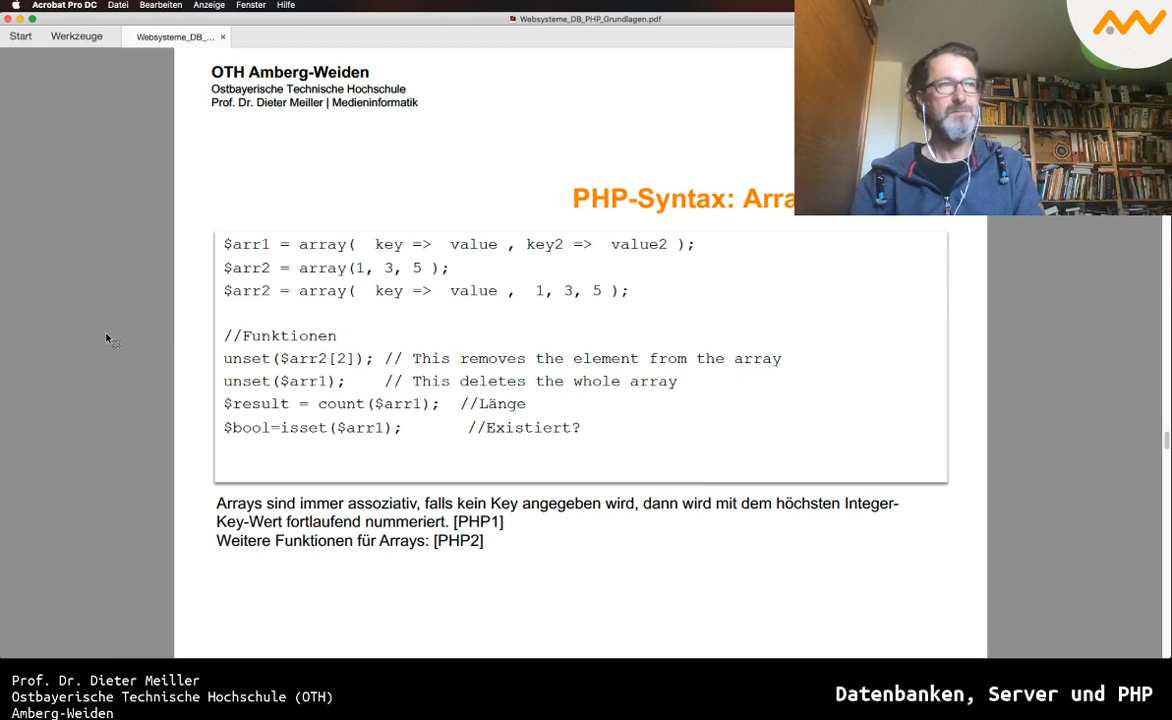 Acrobat Pro DC Datei Bearbeiten Anzeige Fenster Hilfe
Websysteme_DB_PHP_Grundlagen.pdf
Start Werkzeuge Websysteme_DB_... ×
OTH Amberg-Weiden
Ostbayerische Technische Hochschule
Prof. Dr. Dieter Meiller | Medieninformatik
PHP-Syntax: Arra
$arr1 = array( key => value , key2 => value2 );
$arr2 = array(1, 3, 5 );
$arr2 = array( key => value , 1, 3, 5 );
//Funktionen
unset($arr2[2]); // This removes the element from the array
unset($arr1); // This deletes the whole array
$result = count($arr1); //Länge
$bool=isset($arr1); //Existiert?
Arrays sind immer assoziativ, falls kein Key angegeben wird, dann wird mit dem höchsten Integer-
Key-Wert fortlaufend nummeriert. [PHP1]
Weitere Funktionen für Arrays: [PHP2]
Prof. Dr. Dieter Meiller
Ostbayerische Technische Hochschule (OTH)
Amberg-Weiden
Datenbanken, Server und PHP